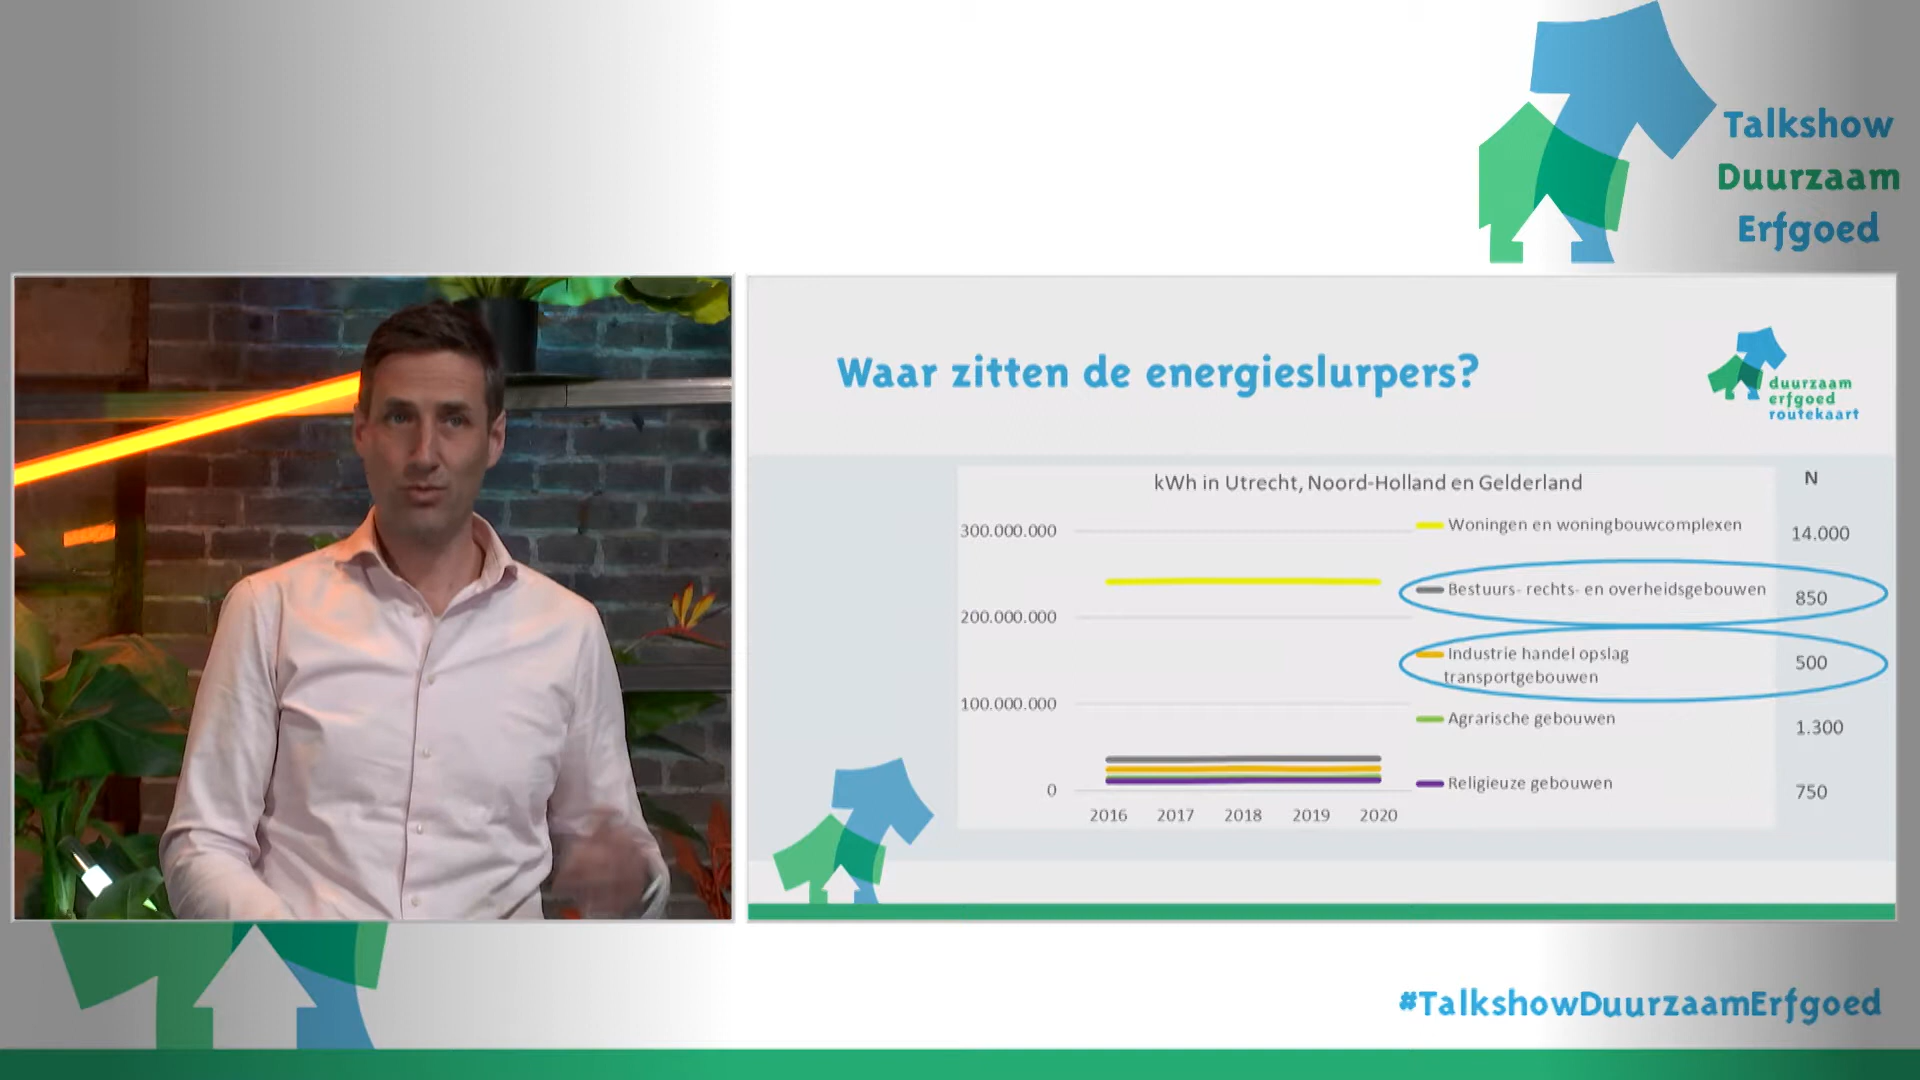 Talkshow
Duurzaam
Erfgoed
Waar zitten de energieslurpers?
duurzaam
erfgoed
routekaart
kWh in Utrecht, Noord-Holland en Gelderland
N
300.000.000
200.000.000
100.000.000
0
2016 2017 2018 2019 2020
Woningen en woningbouwcomplexen 14.000
Bestuurs- rechts- en overheidsgebouwen 850
Industrie handel opslag
transportgebouwen 500
Agrarische gebouwen 1.300
Religieuze gebouwen 750
#TalkshowDuurzaamErfgoed